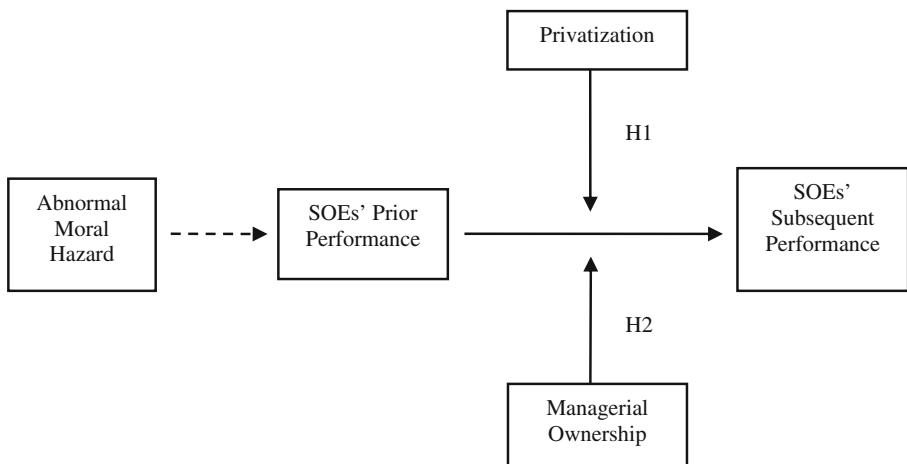 Privatization
H1
Abnormal
Moral
Hazard
SOEs' Prior
Performance
SOEs'
Subsequent
Performance
H2
Managerial
Ownership